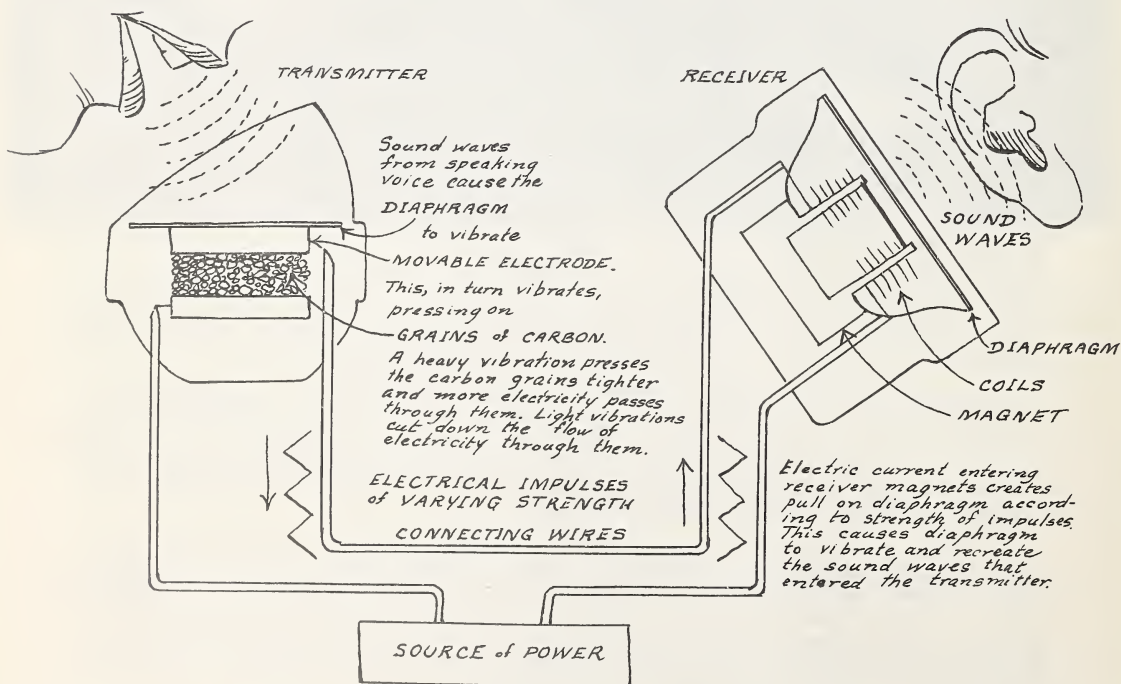 TRANSMITTER
Sound waves
from speaking
voice cause the
DIAPHRAGM
to vibrate
MOVABLE ELECTRODE.
This, in turn vibrates,
pressing on
GRAINS of CARBON.
A heavy vibration presses
the carbon grains tighter
and more electricity passes
through them. Light vibrations
cut down the flow of
electricity through them.
ELECTRICAL IMPULSES
of VARYING STRENGTH
CONNECTING WIRES
RECEIVER
SOUND
WAVES
DIAPHRAGM
COILS
MAGNET
Electric current entering
receiver magnets creates
pull on diaphragm accord-
ing to strength of impulses.
This causes diaphragm
to vibrate and recreate
the sound waves that
entered the transmitter.
SOURCE of POWER